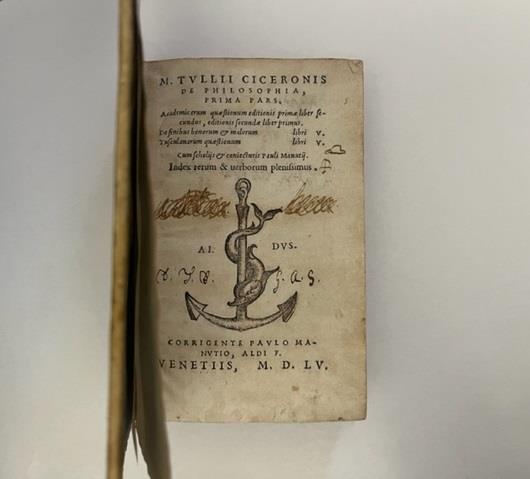 M. TVLLII CICERONIS
DE PHILOSOPHIA,
PRIMA PARS.
Academicarum quæstionum editionis primæ liber se-
cundus, editionis secundæ liber primus.
De finibus bonorum & malorum libri V.
Tusculanarum quæstionum libri V.
Cum scholijs & coniecturis Pauli Manutij.
Index rerum & uerborum plenissimus.
AL DVS.
CORRIGENTE PAVLO MA-
NVTIO, ALDI F.
VENETIIS, M. D. LV.